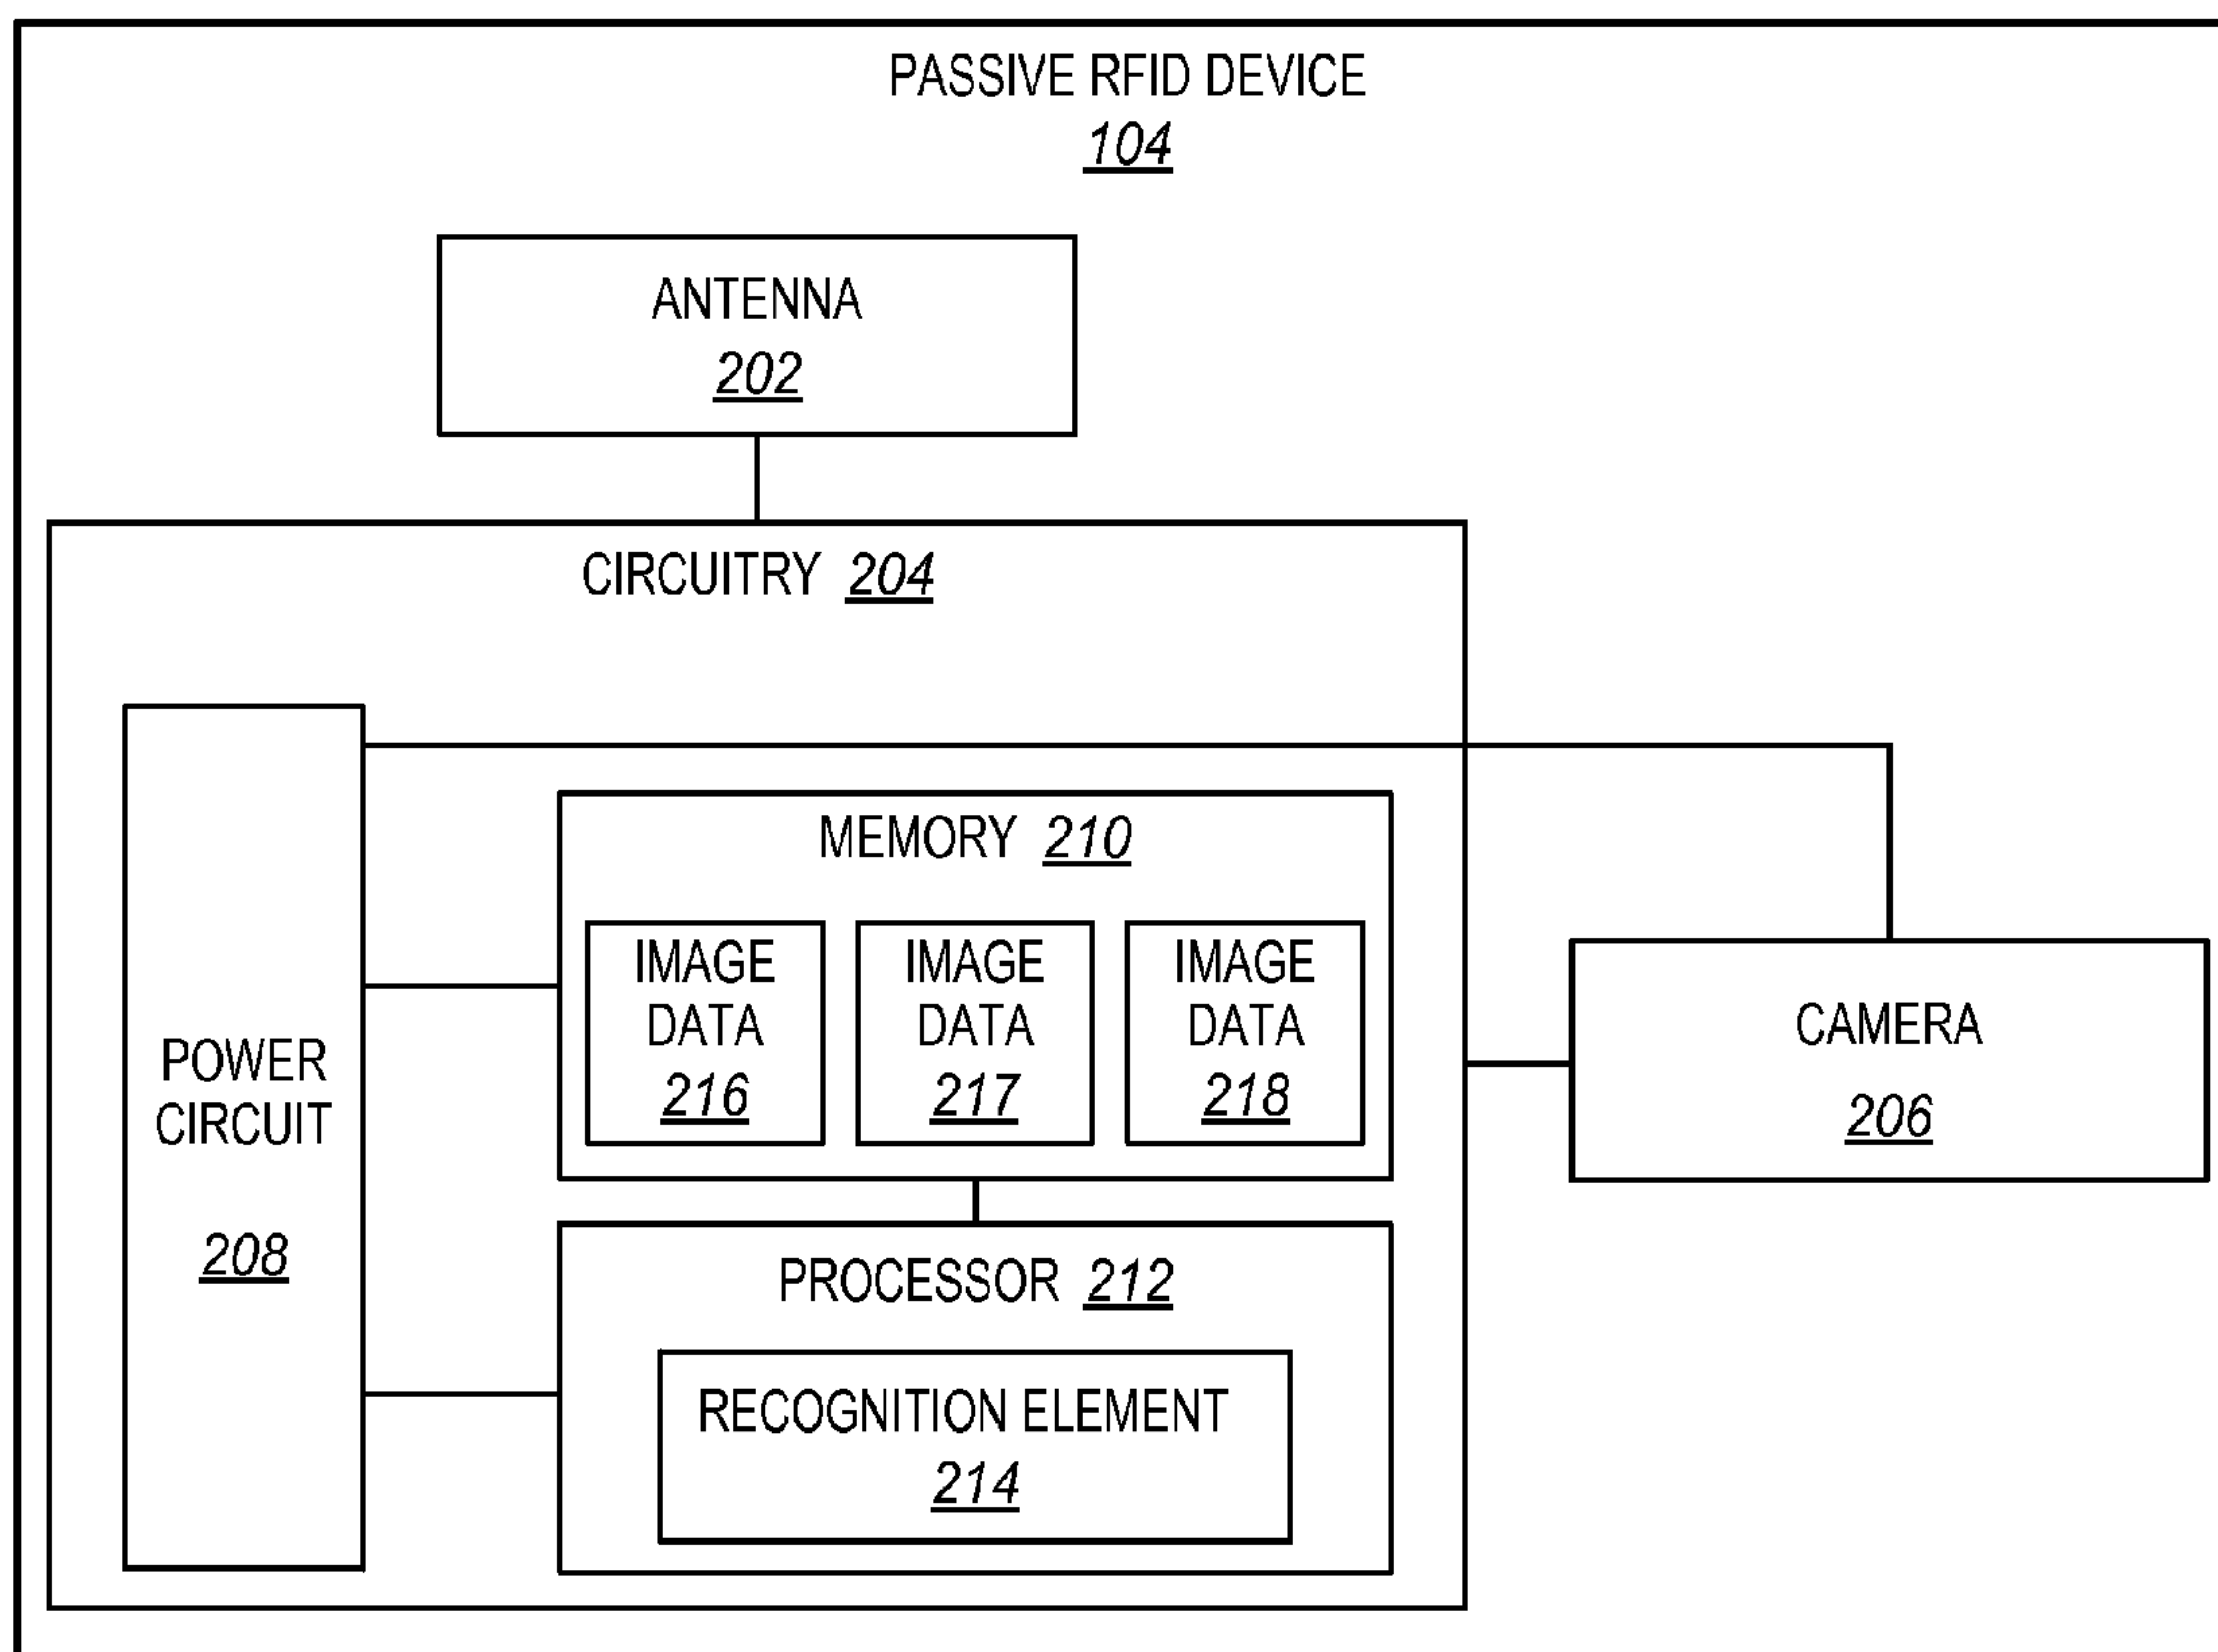 PASSIVE RFID DEVICE
104
ANTENNA
202
CIRCUITRY 204
MEMORY 210
IMAGE
DATA
216
IMAGE
DATA
217
IMAGE
DATA
218
POWER
CIRCUIT
208
CAMERA
206
PROCESSOR 212
RECOGNITION ELEMENT
214